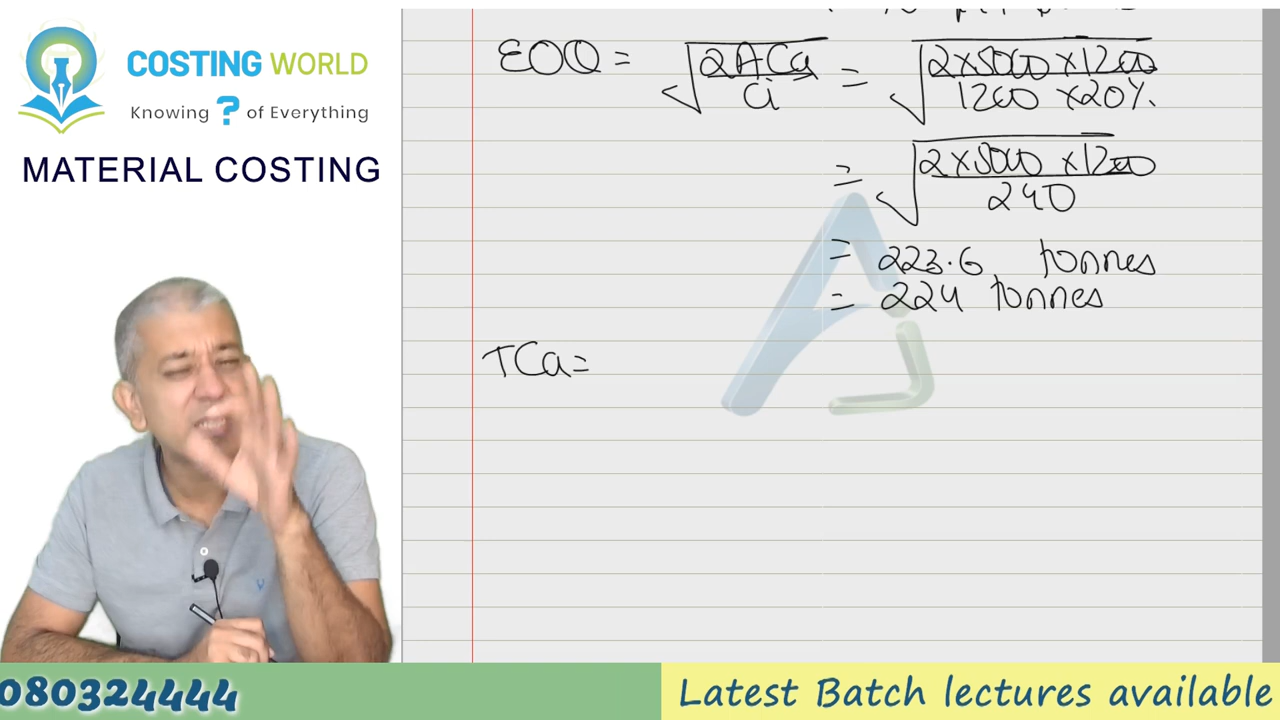 COSTING WORLD
Knowing ? of Everything
MATERIAL COSTING
EOQ = √2ACa/Ci = √2×5000×1200/1200×20%
= √2×5000×1200/240
= 223.6 tonnes
= 224 tonnes
TCa=
080324444
Latest Batch lectures available